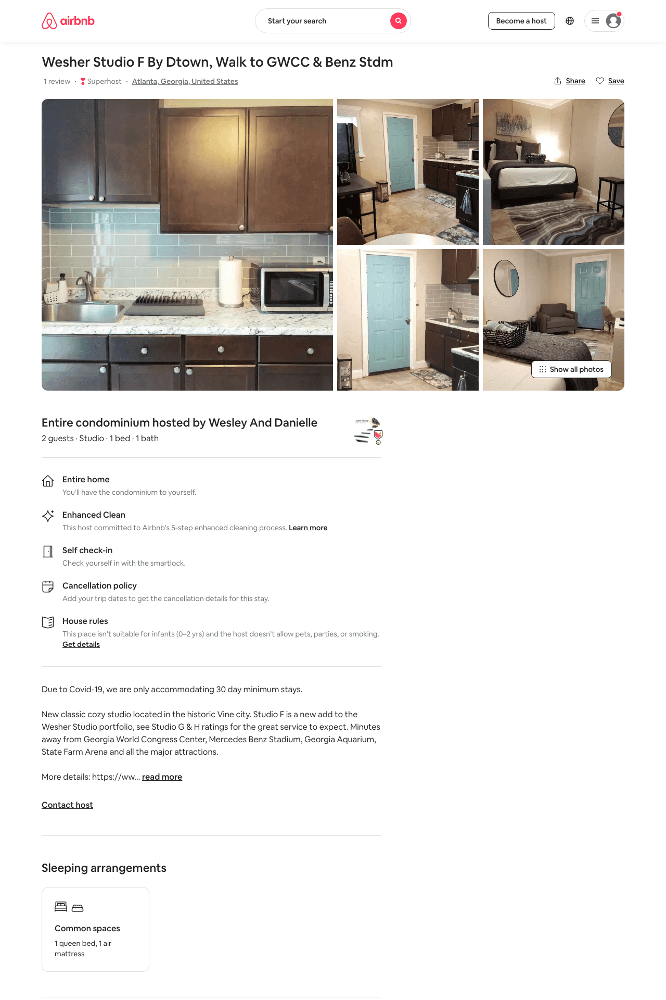 airbnb
Start your search
Become a host
Wesher Studio F By Dtown, Walk to GWCC & Benz Stdm
1 review · Superhost · Atlanta, Georgia, United States
Share
Save
Show all photos
Entire condominium hosted by Wesley And Danielle
2 guests · Studio · 1 bed · 1 bath
Entire home
You’ll have the condominium to yourself.
Enhanced Clean
This host committed to Airbnb's 5-step enhanced cleaning process. Learn more
Self check-in
Check yourself in with the smartlock.
Cancellation policy
Add your trip dates to get the cancellation details for this stay.
House rules
This place isn’t suitable for infants (0–2 yrs) and the host doesn’t allow pets, parties, or smoking.
Get details
Due to Covid-19, we are only accommodating 30 day minimum stays.
New classic cozy studio located in the historic Vine city. Studio F is a new add to the
Wesher Studio portfolio, see Studio G & H ratings for the great service to expect. Minutes
away from Georgia World Congress Center, Mercedes Benz Stadium, Georgia Aquarium,
State Farm Arena and all the major attractions.
More details: https://ww... read more
Contact host
Sleeping arrangements
Common spaces
1 queen bed, 1 air
mattress